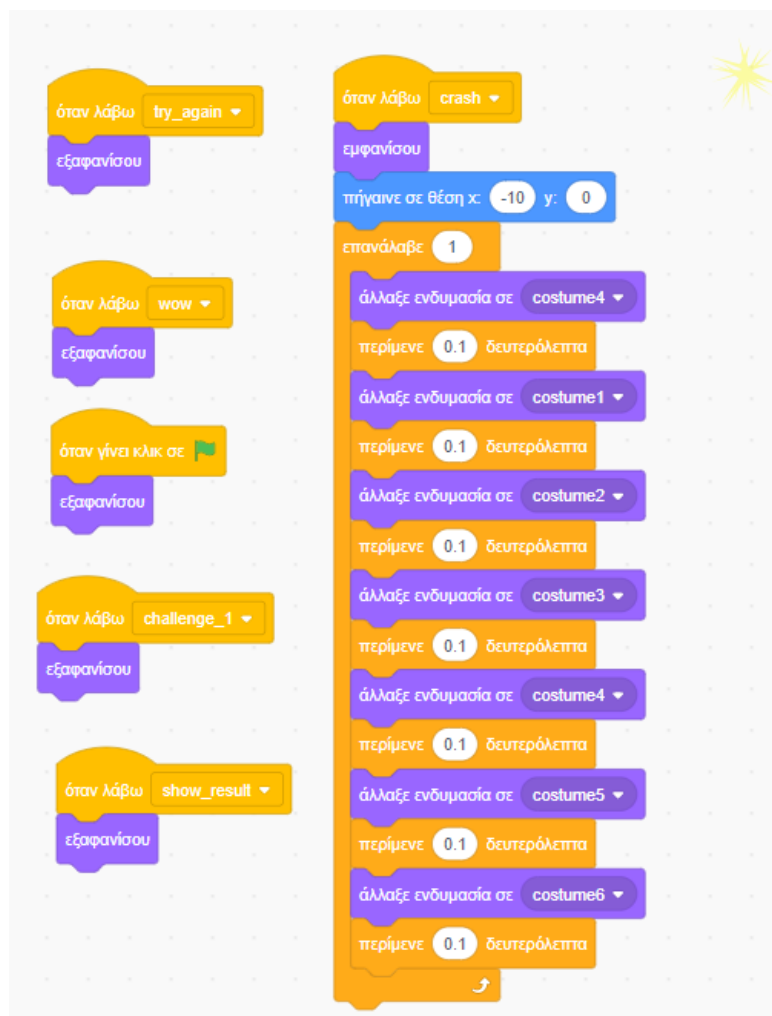 όταν λάβω try_again
εξαφανίσου
όταν λάβω wow
εξαφανίσου
όταν γίνει κλικ σε
εξαφανίσου
όταν λάβω challenge_1
εξαφανίσου
όταν λάβω show_result
εξαφανίσου
όταν λάβω crash
εμφανίσου
πήγαινε σε θέση x: -10 y: 0
επανάλαβε 1
άλλαξε ενδυμασία σε costume4
περίμενε 0.1 δευτερόλεπτα
άλλαξε ενδυμασία σε costume1
περίμενε 0.1 δευτερόλεπτα
άλλαξε ενδυμασία σε costume2
περίμενε 0.1 δευτερόλεπτα
άλλαξε ενδυμασία σε costume3
περίμενε 0.1 δευτερόλεπτα
άλλαξε ενδυμασία σε costume4
περίμενε 0.1 δευτερόλεπτα
άλλαξε ενδυμασία σε costume5
περίμενε 0.1 δευτερόλεπτα
άλλαξε ενδυμασία σε costume6
περίμενε 0.1 δευτερόλεπτα